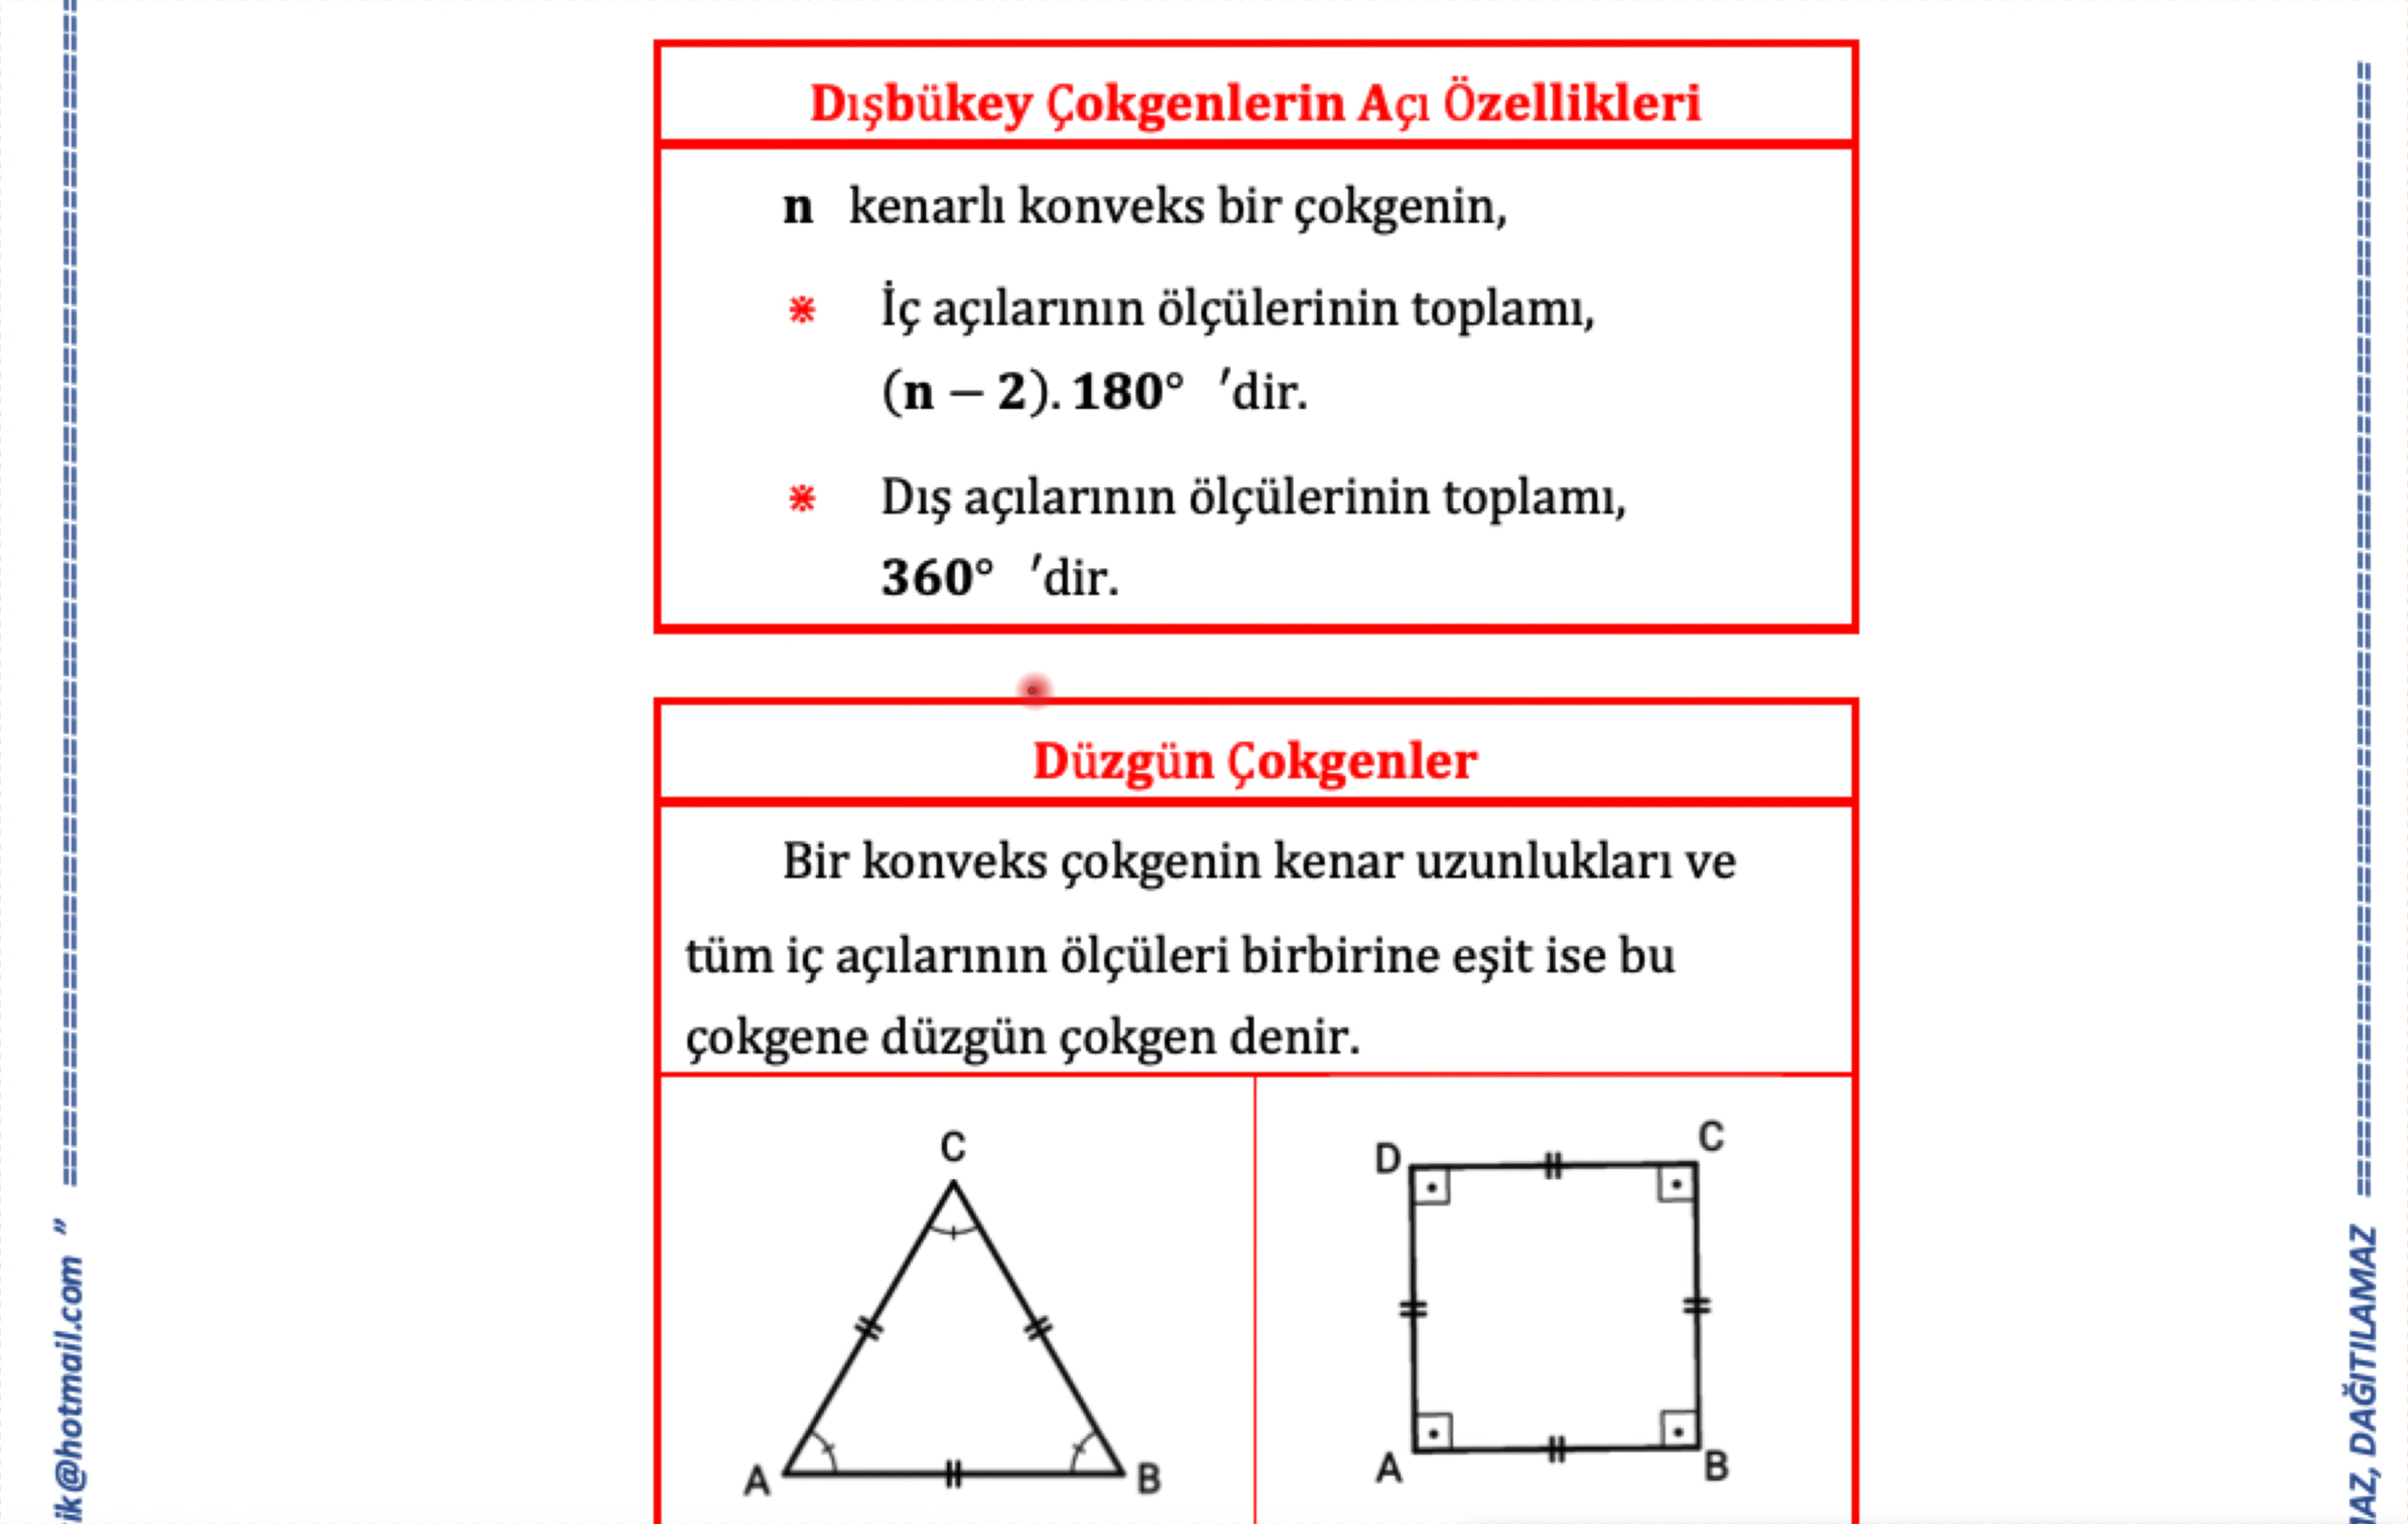 Dışbükey Çokgenlerin Açı Özellikleri
n kenarlı konveks bir çokgenin,
※ İç açılarının ölçülerinin toplamı,
(n − 2). 180° ′dir.
※ Dış açılarının ölçülerinin toplamı,
360° ′dir.
Düzgün Çokgenler
Bir konveks çokgenin kenar uzunlukları ve
tüm iç açılarının ölçüleri birbirine eşit ise bu
çokgene düzgün çokgen denir.
C
A B
D C
A B
ik@hotmail.com ”
DAĞITILAMAZ